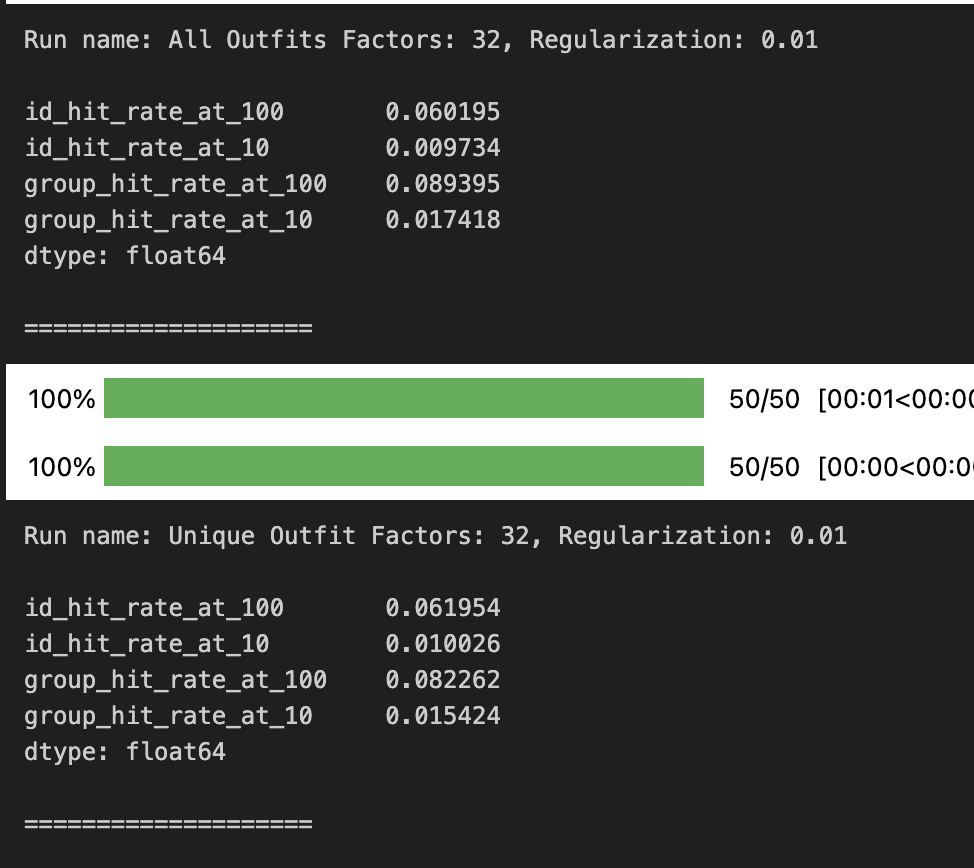 Run name: All Outfits Factors: 32, Regularization: 0.01
id_hit_rate_at_100 0.060195
id_hit_rate_at_10 0.009734
group_hit_rate_at_100 0.089395
group_hit_rate_at_10 0.017418
dtype: float64
====================
100% 50/50 [00:01<00:00
100% 50/50 [00:00<00:00
Run name: Unique Outfit Factors: 32, Regularization: 0.01
id_hit_rate_at_100 0.061954
id_hit_rate_at_10 0.010026
group_hit_rate_at_100 0.082262
group_hit_rate_at_10 0.015424
dtype: float64
====================